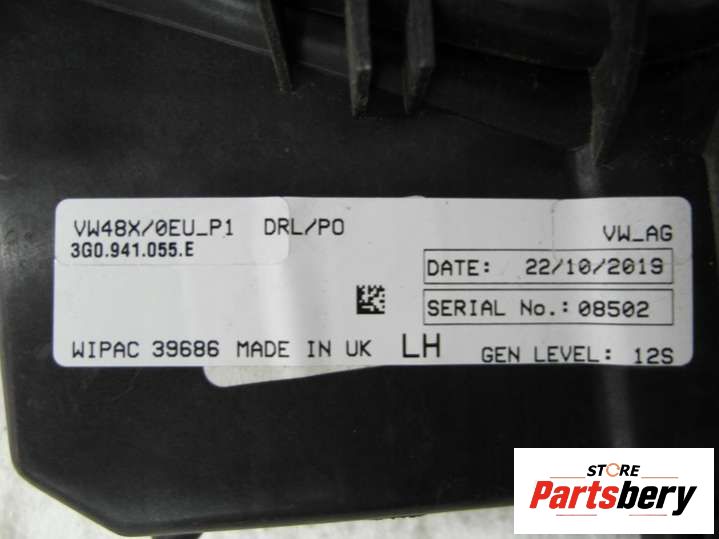 VW48X/0EU_P1 DRL/PO VW_AG
3G0.941.055.E
DATE: 22/10/2019
SERIAL No.: 08502
WIPAC 39686 MADE IN UK LH GEN LEVEL: 12S
STORE
Partsbery